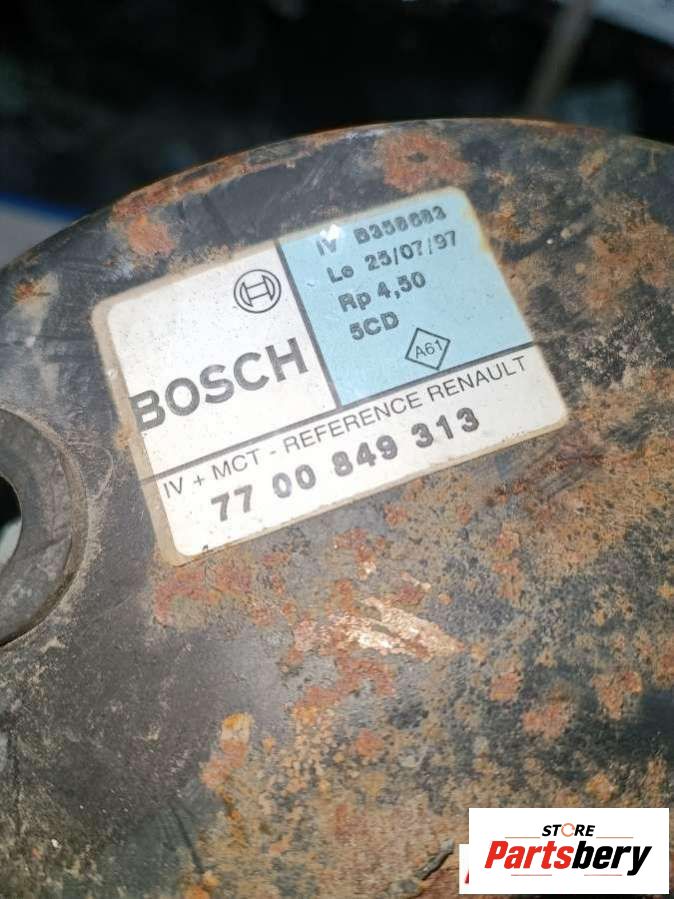 IV B358683
Le 25/07/97
Rp 4,50
5CD
A61
BOSCH
IV + MCT - REFERENCE RENAULT
77 00 849 313
STORE
Partsbery